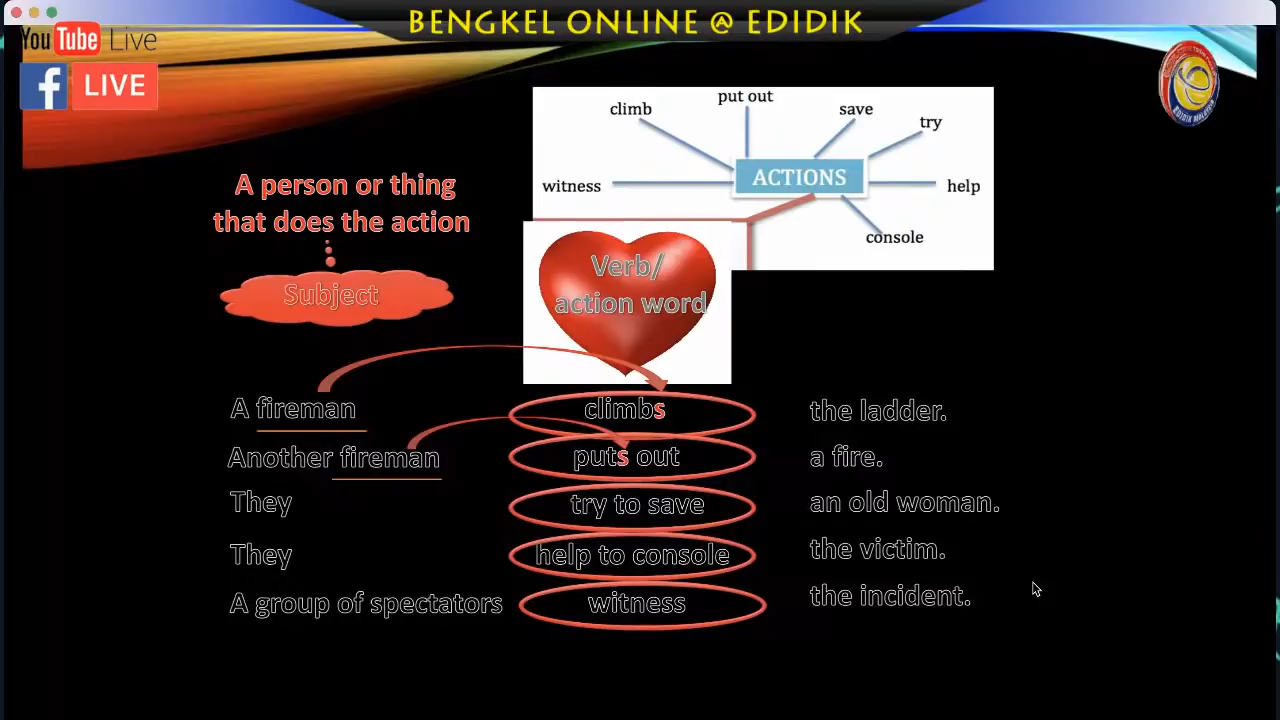 BENGKEL ONLINE @ EDIDIK
YouTube Live
f LIVE
put out
climb
save
try
ACTIONS
witness
help
console
A person or thing
that does the action
Subject
Verb/
action word
A fireman climbs the ladder.
Another fireman puts out a fire.
They try to save an old woman.
They help to console the victim.
A group of spectators witness the incident.
EDIDIK MALAYSIA